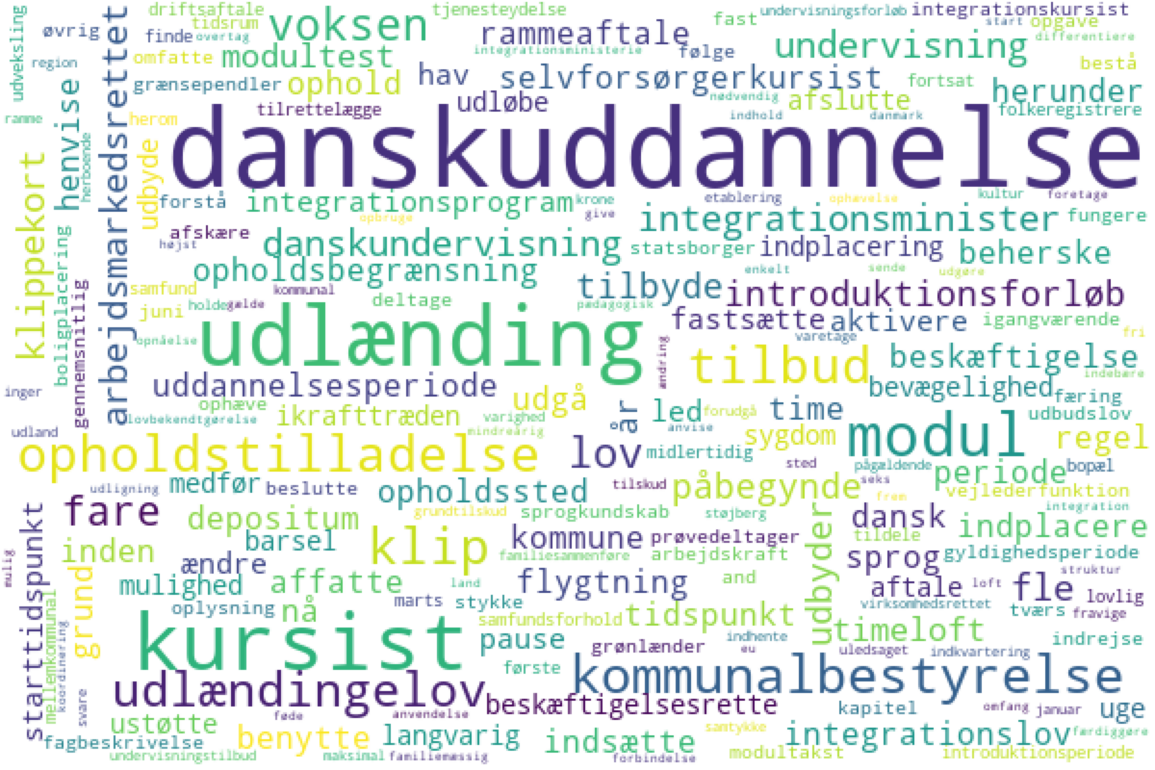 driftsaftale
tjenesteydelse
undervisningsforløb
integrationskursist
udveksling
øvrig
tidsrum
voksen
rammeaftale
fast
start
opgave
finde
overtag
integrationsministerie
følge
undervisning
differentiere
region
omfatte
modultest
bestå
grænsependler
ophold
hav
selvforsørgerkursist
fortsat
herunder
henvise
arbejdsmarkedsrettet
tilrettelægge
udløbe
nødvendig
afslutte
folkeregistrere
ramme
herom
indhold
danmark
danskuddannelse
herboende
udbyde
klippekort
forstå
integrationsprogram
krone
etablering
ophævelse
kultur
foretage
opbruge
give
integrationsminister
fungere
afskære
højst
danskundervisning
statsborger
indplacering
beherske
boligplacering
opholdsbegrænsning
enkelt
sende
udgøre
samfund
kommunal
tilbyde
introduktionsforløb
gennemsnitlig
juni
holde
gælde
deltage
pædagogisk
fastsætte
aktivere
igangværende
udlænding
varetage
fri
opnåelse
ændring
tilbud
beskæftigelse
indebære
inger
uddannelsesperiode
udgå
bevægelighed
færing
ophæve
år
led
forudgå
time
udbudslov
lovbekendtgørelse
ikrafttræden
varighed
mindreårig
anvise
udland
sygdom
modul
regel
opholdstilladelse
lov
midlertidig
sted
pågældende
periode
bopæl
udligning
medfør
beslutte
opholdssted
tilskud
påbegynde
seks
vejlederfunktion
starttidspunkt
fare
grundtilskud
sprogkundskab
støjberg
frem
integration
depositum
udbyder
dansk
indplacere
barsel
klip
kommune
prøvedeltager
tildele
inden
ændre
familiesammenføre
arbejdskraft
sprog
gyldighedsperiode
mulig
grund
mulighed
affatte
land
flygtning
and
aftale
loft
fle
struktur
lovlig
mellemkommunal
oplysning
nå
marts
stykke
tidspunkt
virksomhedsrettet
tværs
fravige
koordinering
kursist
samfundsforhold
timeloft
pause
grønlænder
indhente
indrejse
første
eu
uledsaget
indkvartering
udlændingelov
kommunalbestyrelse
svare
beskæftigelsesrette
kapitel
omfang
januar
uge
ustøtte
føde
anvendelse
samtykke
fagbeskrivelse
benytte
langvarig
indsætte
integrationslov
færdiggøre
undervisningstilbud
maksimal
familiemæssig
forbindelse
modultakst
introduktionsperiode